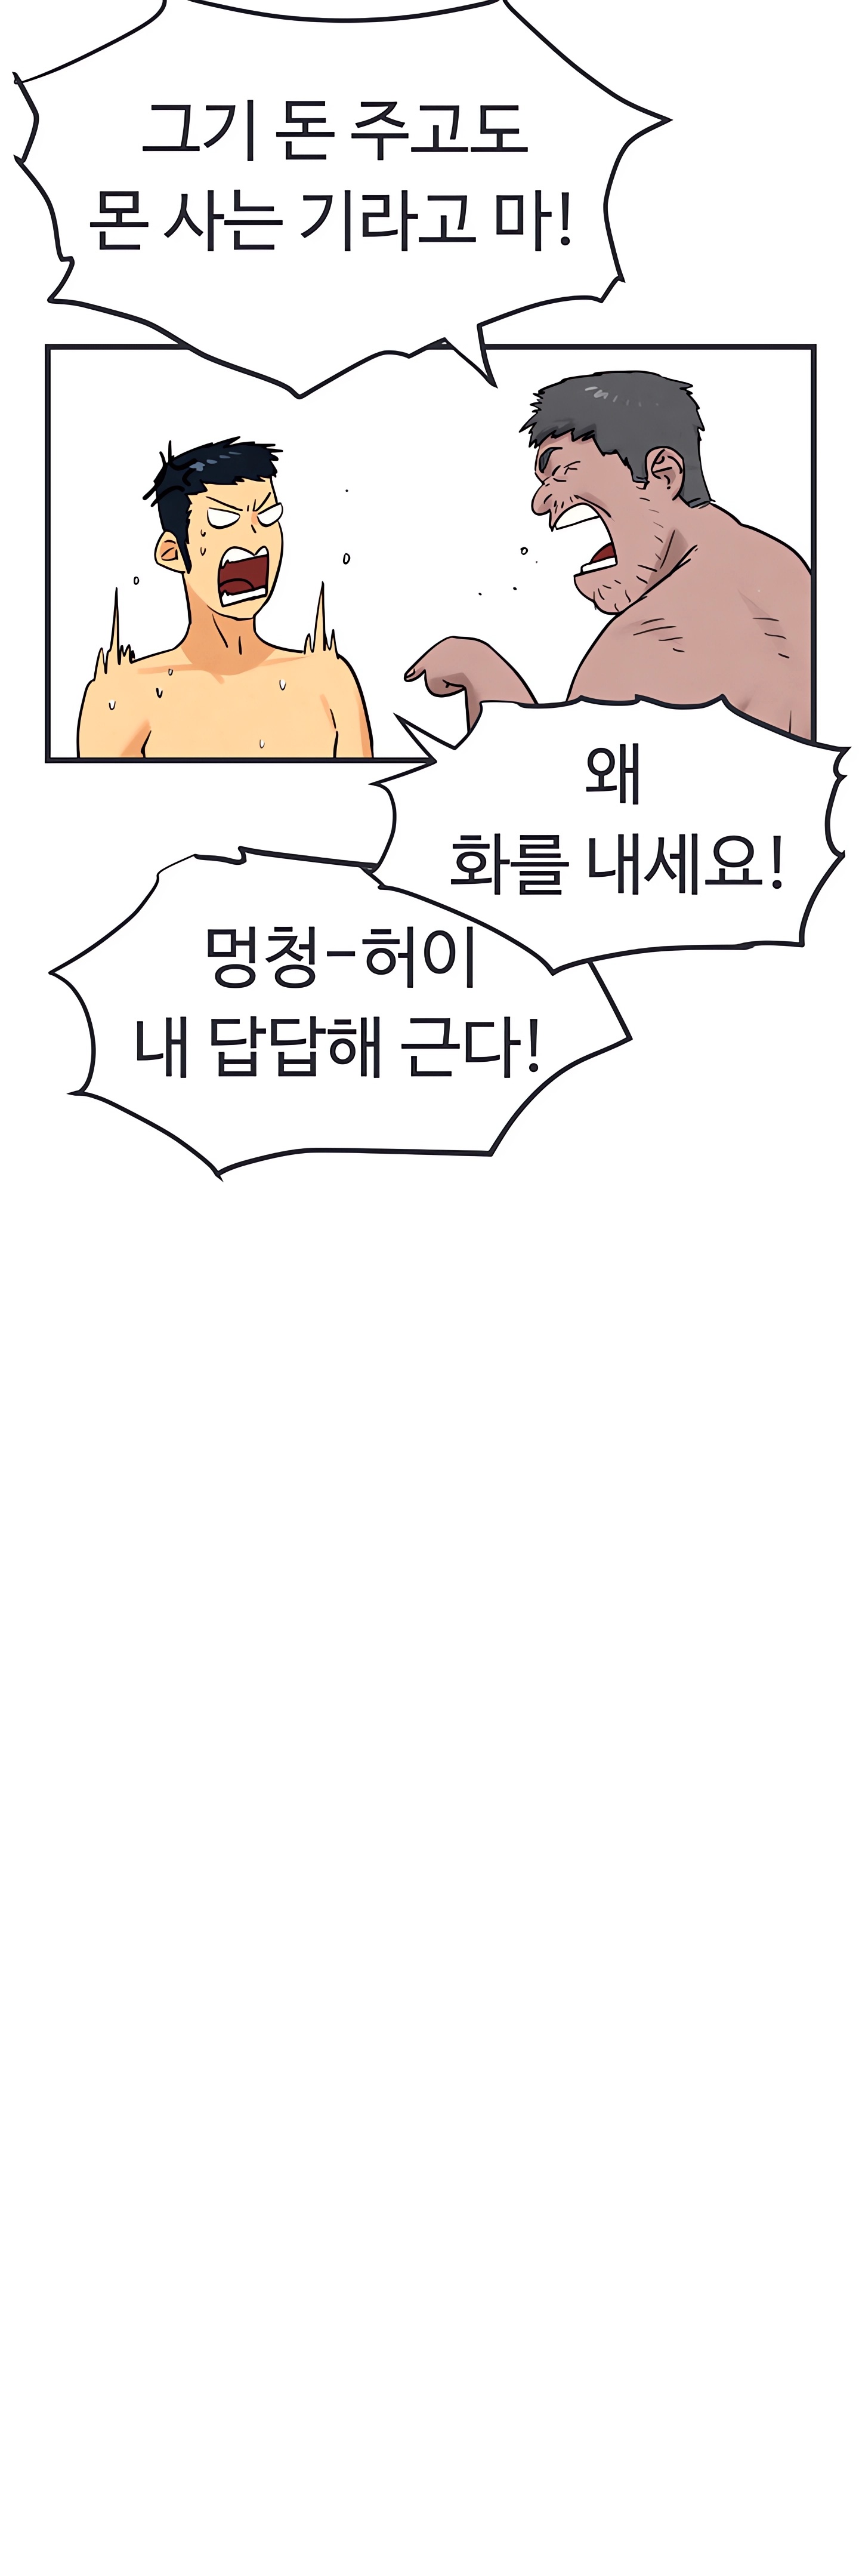 그기 돈 주고도
몬 사는 기라고 마!
왜
화를 내세요!
멍청-허이
내 답답해 근다!